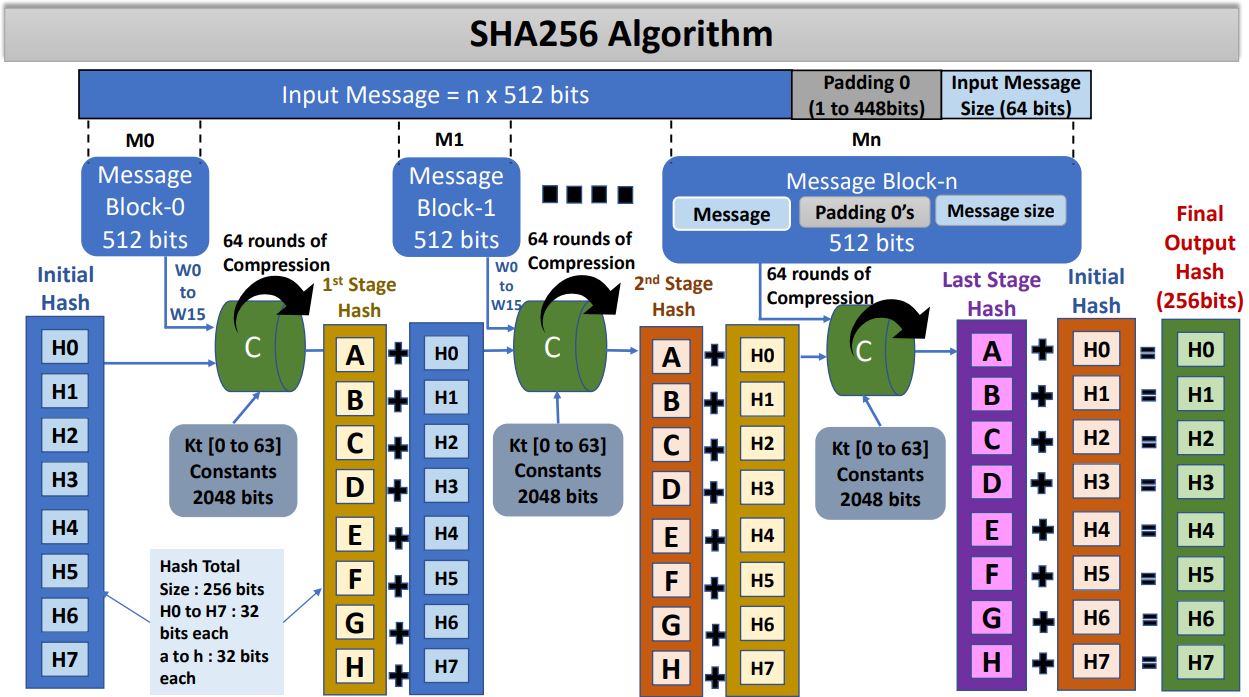 SHA256 Algorithm
Input Message = n x 512 bits
Padding 0
(1 to 448bits)
Input Message
Size (64 bits)
M0
M1
Mn
Message
Block-0
512 bits
Message
Block-1
512 bits
Message Block-n
Message
Padding 0's
Message size
512 bits
Initial
Hash
H0
H1
H2
H3
H4
H5
H6
H7
W0
to
W15
64 rounds of
Compression
C
Kt [0 to 63]
Constants
2048 bits
Hash Total
Size : 256 bits
H0 to H7 : 32
bits each
a to h : 32 bits
each
1st Stage
Hash
A + H0
B + H1
C + H2
D + H3
E + H4
F + H5
G + H6
H + H7
W0
to
W15
64 rounds of
Compression
C
Kt [0 to 63]
Constants
2048 bits
2nd Stage
Hash
A + H0
B + H1
C + H2
D + H3
E + H4
F + H5
G + H6
H + H7
64 rounds of
Compression
C
Kt [0 to 63]
Constants
2048 bits
Last Stage
Hash
Initial
Hash
Final
Output
Hash
(256bits)
A + H0 = H0
B + H1 = H1
C + H2 = H2
D + H3 = H3
E + H4 = H4
F + H5 = H5
G + H6 = H6
H + H7 = H7